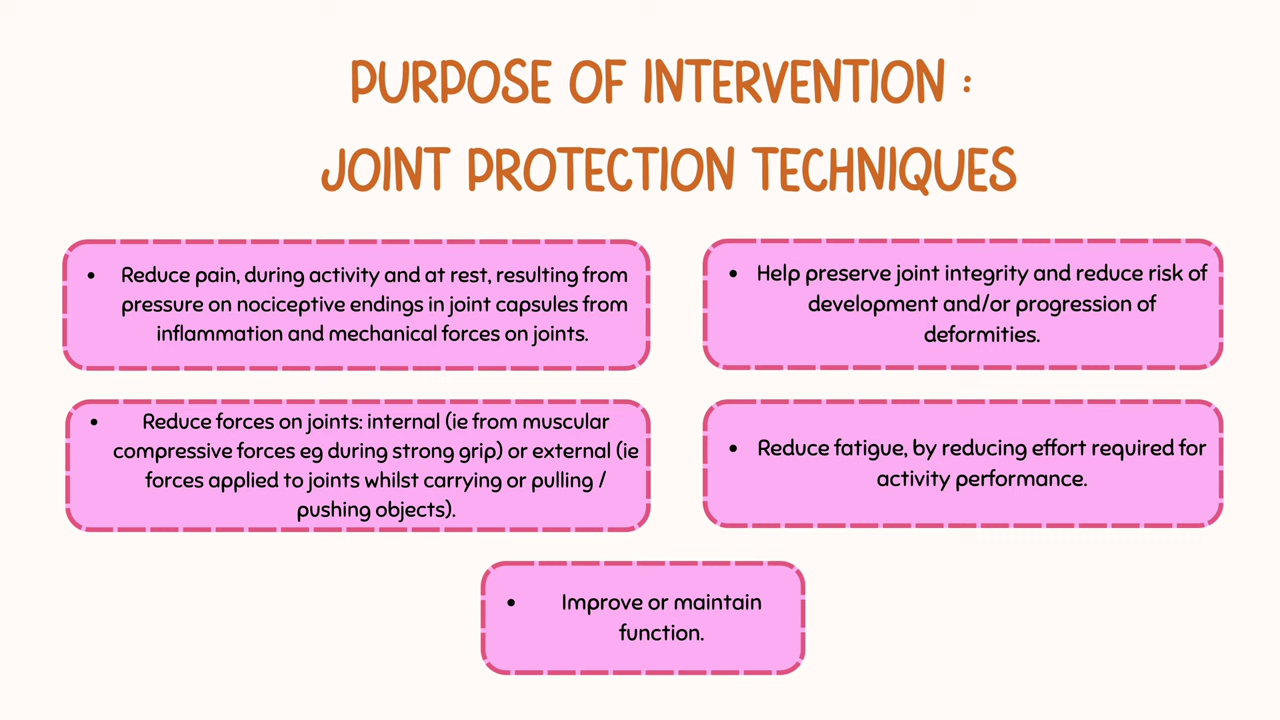 PURPOSE OF INTERVENTION :
JOINT PROTECTION TECHNIQUES
• Reduce pain, during activity and at rest, resulting from
pressure on nociceptive endings in joint capsules from
inflammation and mechanical forces on joints.
• Help preserve joint integrity and reduce risk of
development and/or progression of
deformities.
• Reduce forces on joints: internal (ie from muscular
compressive forces eg during strong grip) or external (ie
forces applied to joints whilst carrying or pulling /
pushing objects).
• Reduce fatigue, by reducing effort required for
activity performance.
• Improve or maintain
function.